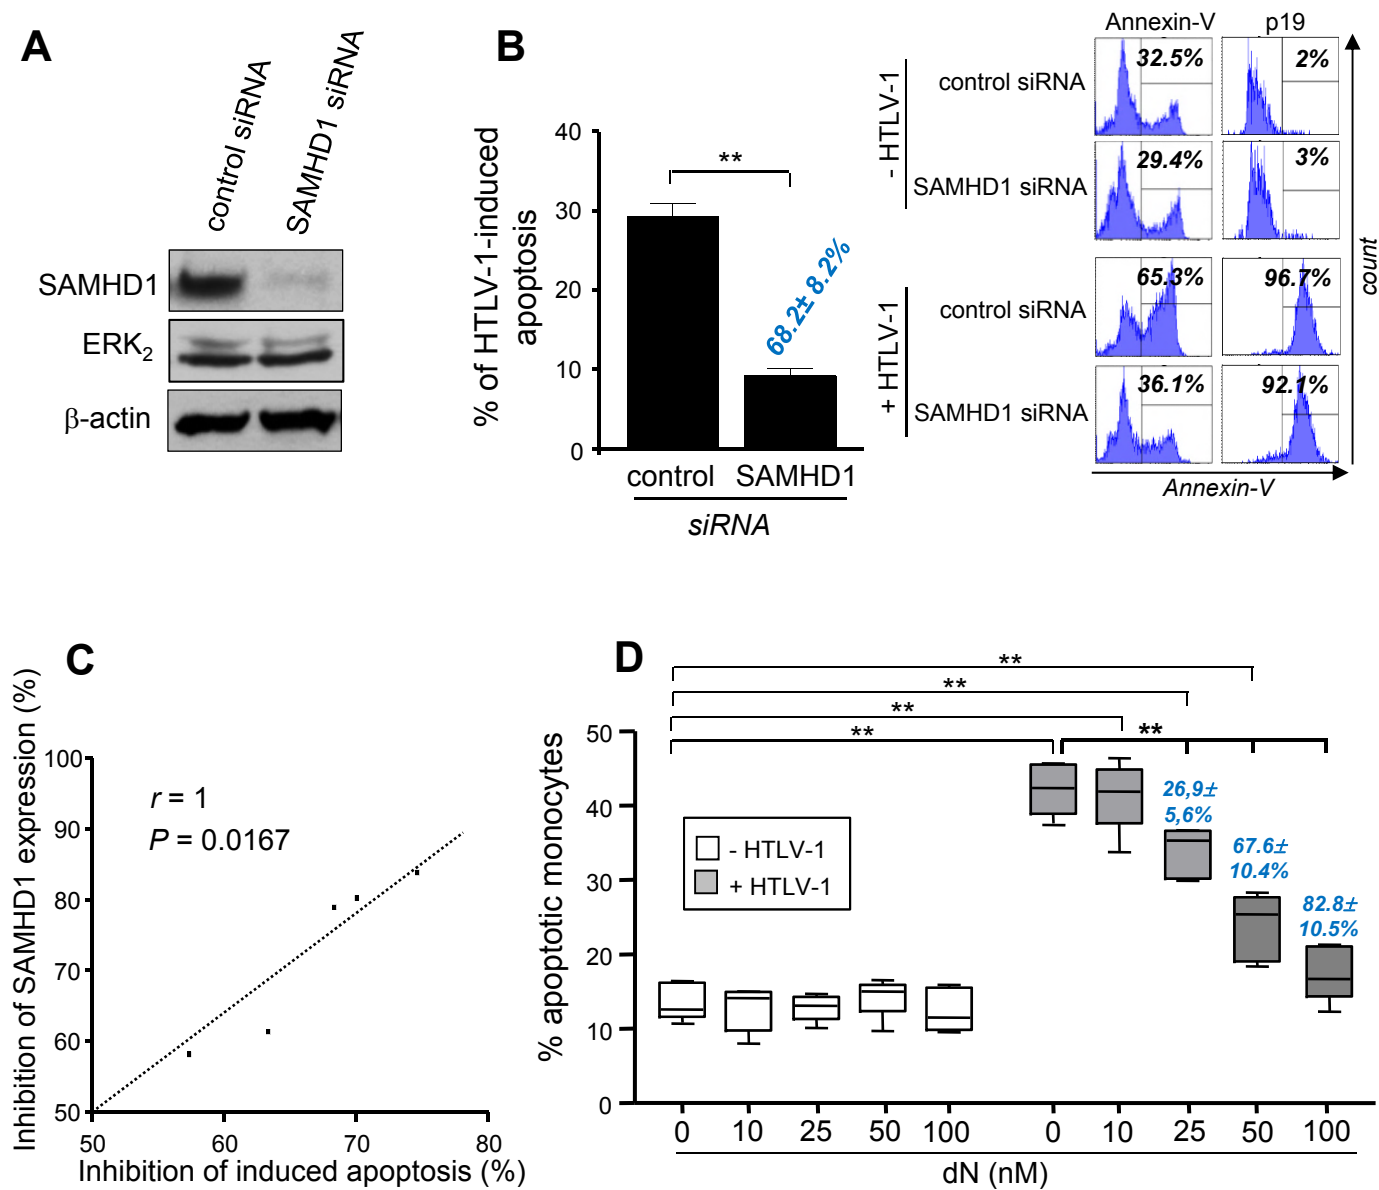 A
control siRNA
SAMHD1 siRNA
SAMHD1
ERK2
β-actin
B
% of HTLV-1-induced
apoptosis
40
30
20
10
0
**
68.2± 8.2%
control SAMHD1
siRNA
Annexin-V p19
- HTLV-1
control siRNA
32.5% 2%
SAMHD1 siRNA
29.4% 3%
+ HTLV-1
control siRNA
65.3% 96.7%
SAMHD1 siRNA
36.1% 92.1%
count
Annexin-V
C
Inhibition of SAMHD1 expression (%)
100
90
80
70
60
50
r = 1
P = 0.0167
50 60 70 80
Inhibition of induced apoptosis (%)
D
% apoptotic monocytes
50
40
30
20
10
0
**
**
**
**
**
- HTLV-1
+ HTLV-1
26,9±
5,6%
67.6±
10.4%
82.8±
10.5%
0 10 25 50 100 0 10 25 50 100
dN (nM)